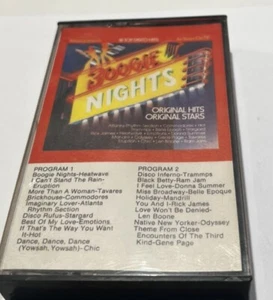 BOOGIE
NIGHTS
ORIGINAL HITS
ORIGINAL STARS
PROGRAM 1
Boogie Nights-Heatwave
I Can't Stand The Rain-
Eruption
More Than A Woman-Tavares
Brickhouse-Commodores
Imaginary Lover-Atlanta
Rhythm Section
Disco Rufus-Stargard
Best Of My Love-Emotions
If That's The Way You Want
It-Hot
Dance, Dance, Dance
(Yowsah, Yowsah)-Chic
PROGRAM 2
Disco Inferno-Trammps
Black Betty-Ram Jam
I Feel Love-Donna Summer
Miss Broadway-Belle Epoque
Holiday-Mandrill
You And I-Rick James
Love Won't Be Denied-
Len Boone
Native New Yorker-Odyssey
Theme From Close
Encounters Of The Third
Kind-Gene Page